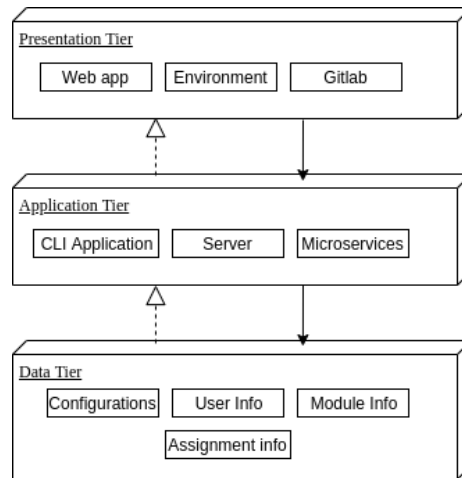 Presentation Tier
Web app Environment Gitlab
Application Tier
CLI Application Server Microservices
Data Tier
Configurations User Info Module Info
Assignment info